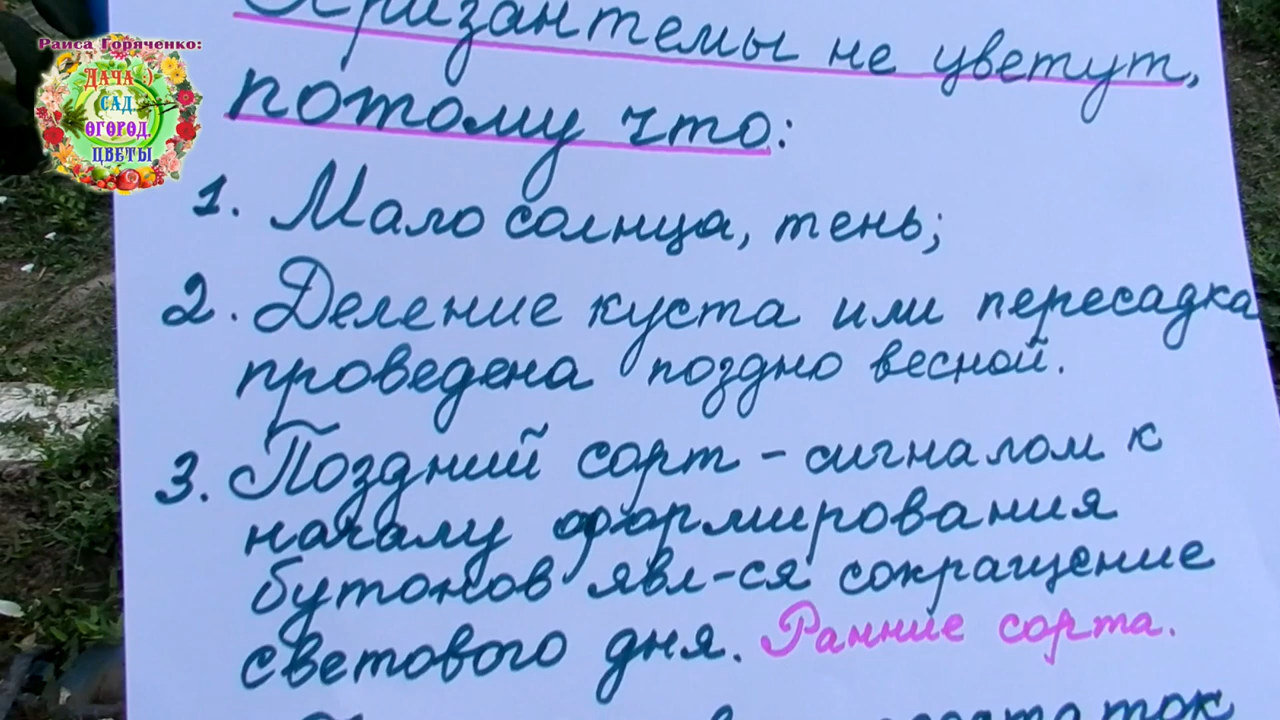 Раиса Горяченко:
Дача :)
САД.
ОГОРОД.
ЦВЕТЫ
Хризантемы не цветут,
потому что:
1. Мало солнца, тень;
2. Деление куста или пересадка
проведена поздно весной.
3. Поздний сорт - сигналом к
началу формирования
бутонов явл-ся сокращение
светового дня. Ранние сорта.